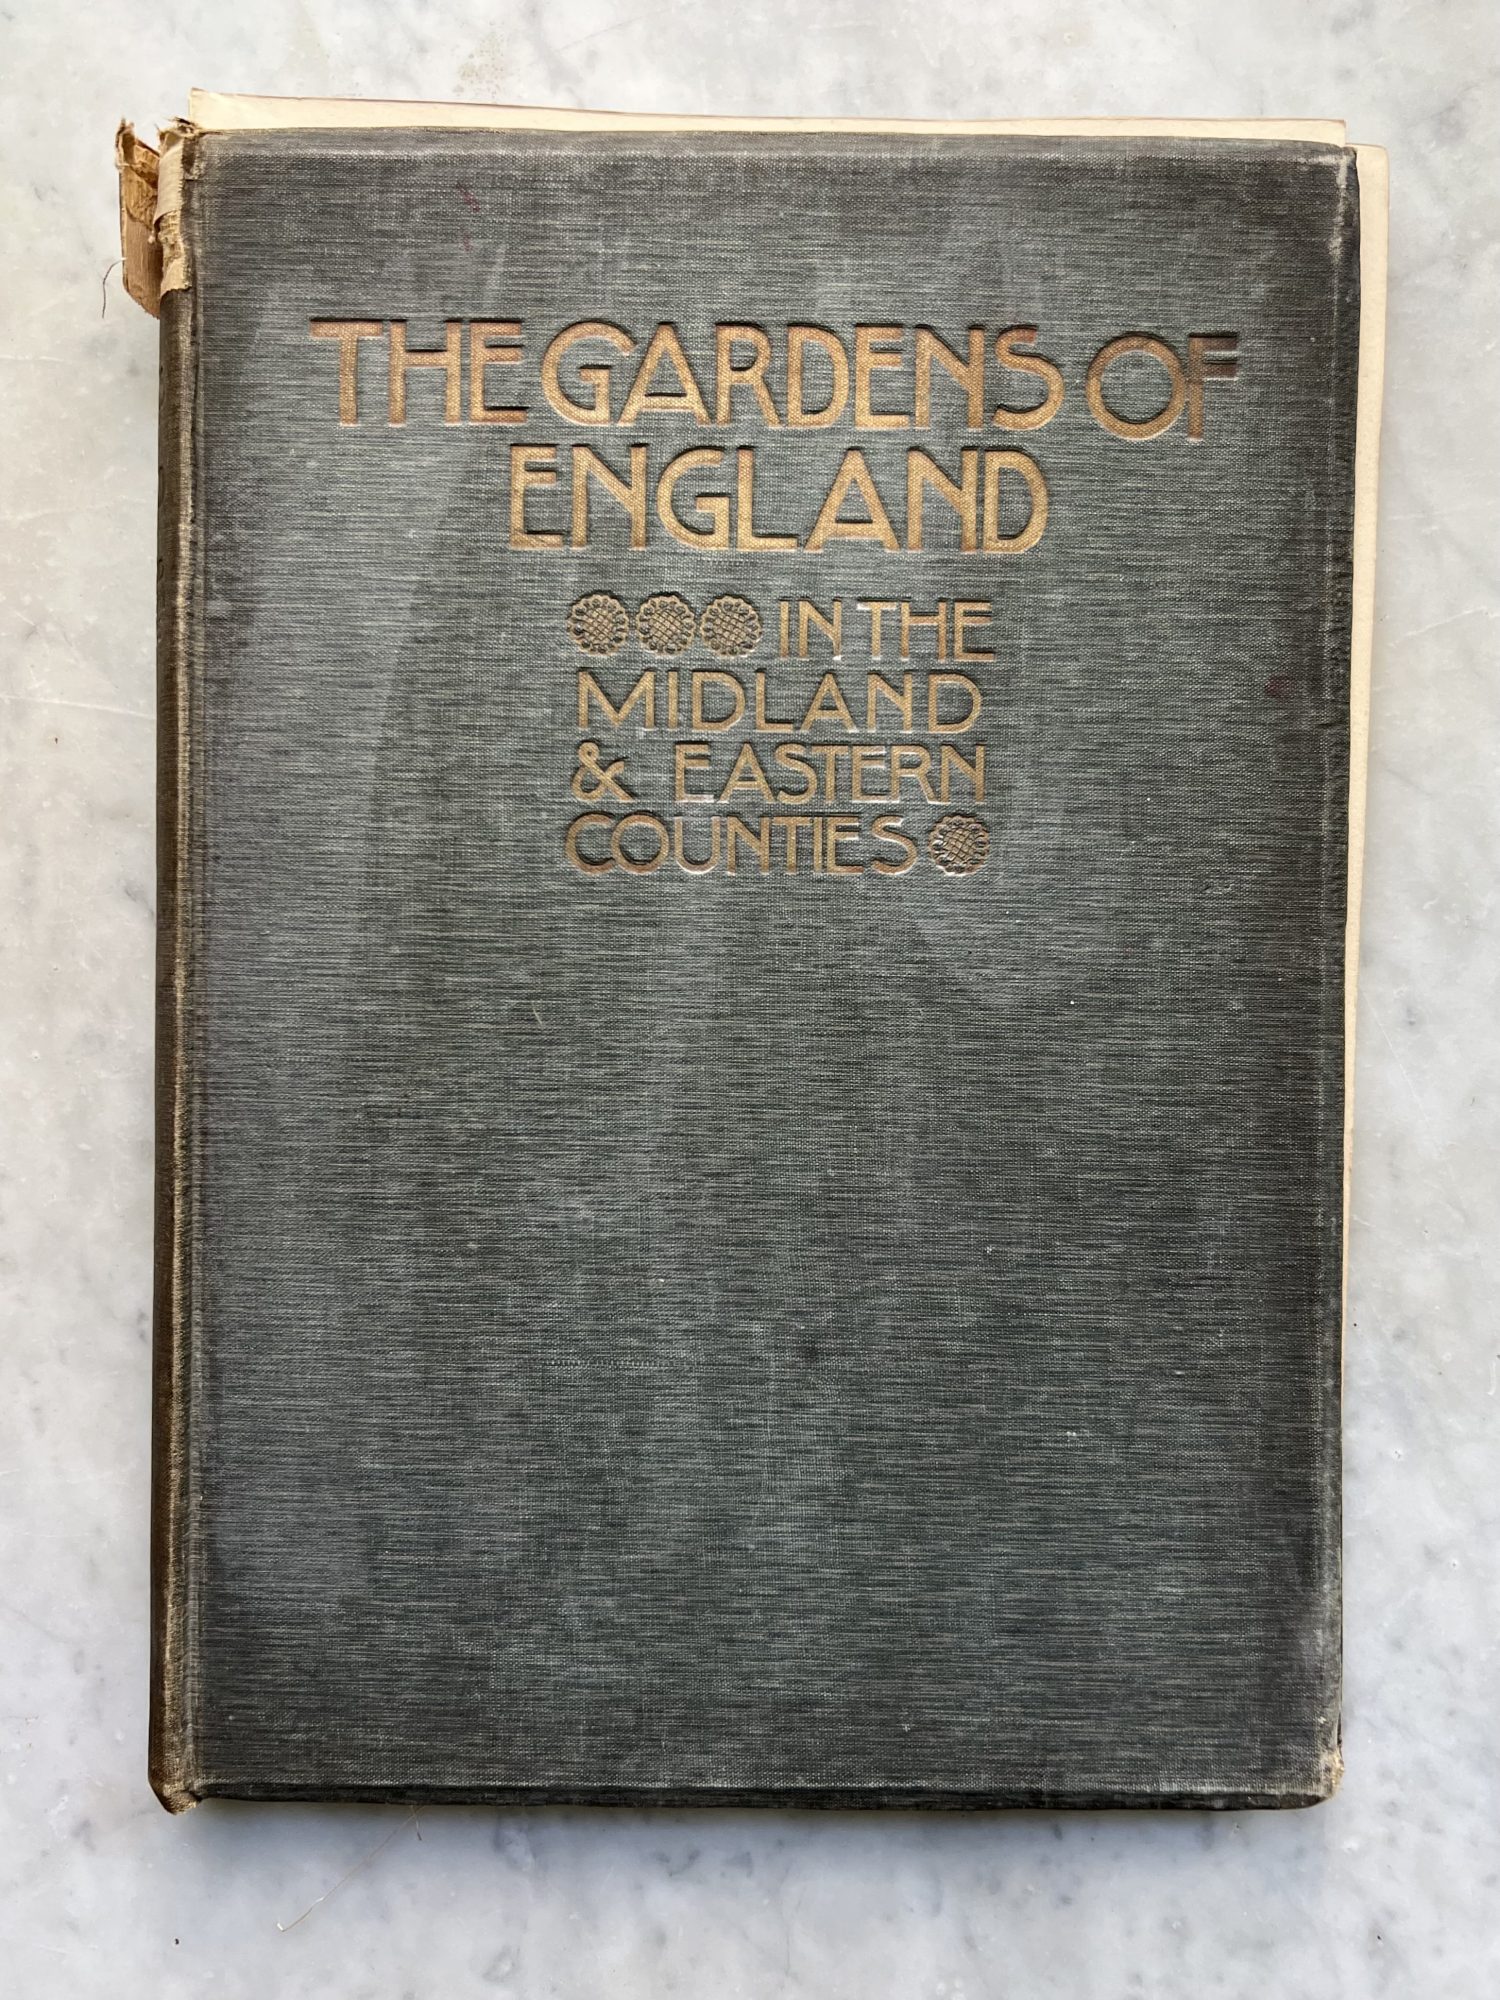 THE GARDENS OF
ENGLAND
IN THE
MIDLAND
& EASTERN
COUNTIES